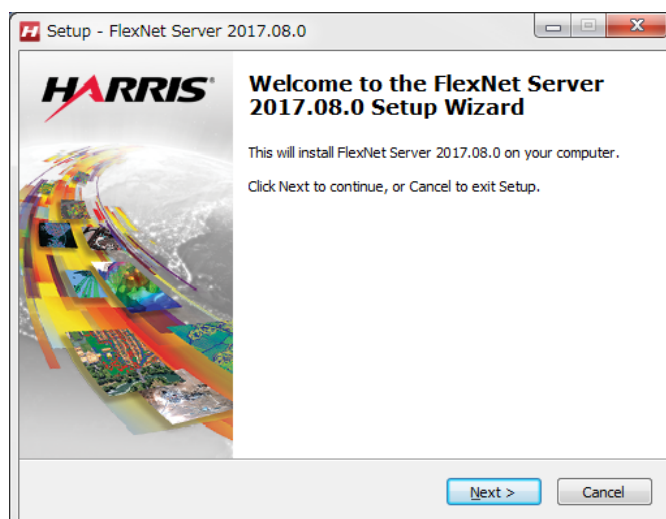 Setup - FlexNet Server 2017.08.0
HARRIS®
Welcome to the FlexNet Server
2017.08.0 Setup Wizard
This will install FlexNet Server 2017.08.0 on your computer.
Click Next to continue, or Cancel to exit Setup.
Next >
Cancel